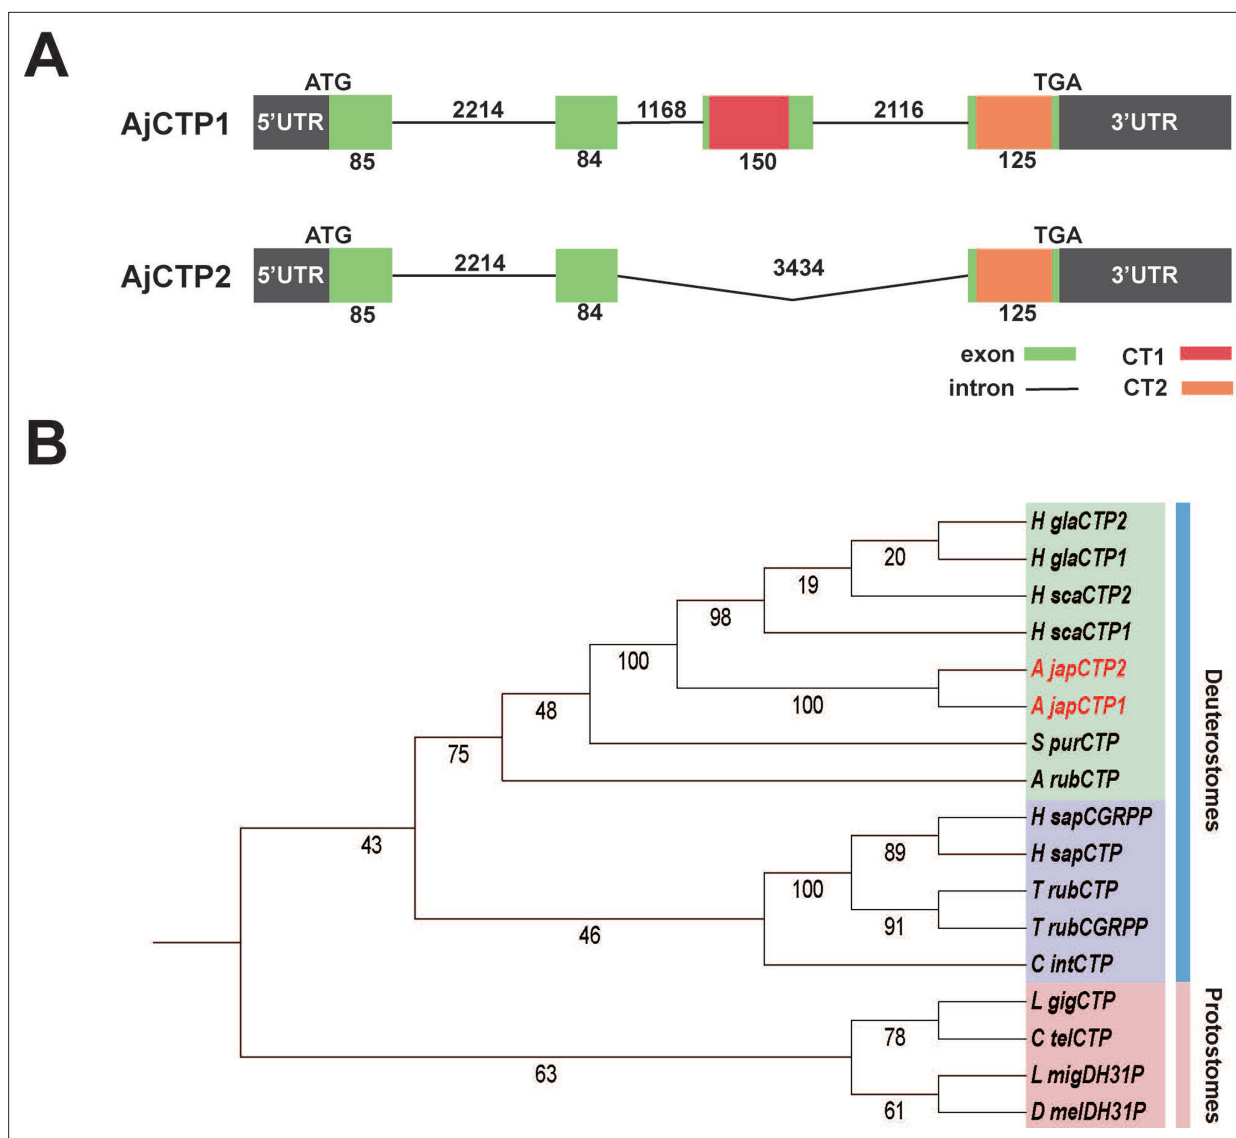 A
ATG
TGA
AjCTP1
5'UTR
2214
1168
2116
3'UTR
85
84
150
125
ATG
TGA
AjCTP2
5'UTR
2214
3434
3'UTR
85
84
125
exon
CT1
intron
CT2
B
H glaCTP2
H glaCTP1
20
H scaCTP2
19
H scaCTP1
98
A japCTP2
100
A japCTP1
100
S purCTP
48
A rubCTP
75
H sapCGRPP
H sapCTP
43
89
T rubCTP
100
T rubCGRPP
91
46
C intCTP
L gigCTP
C telCTP
78
L migDH31P
63
D melDH31P
61
Deuterostomes
Protostomes